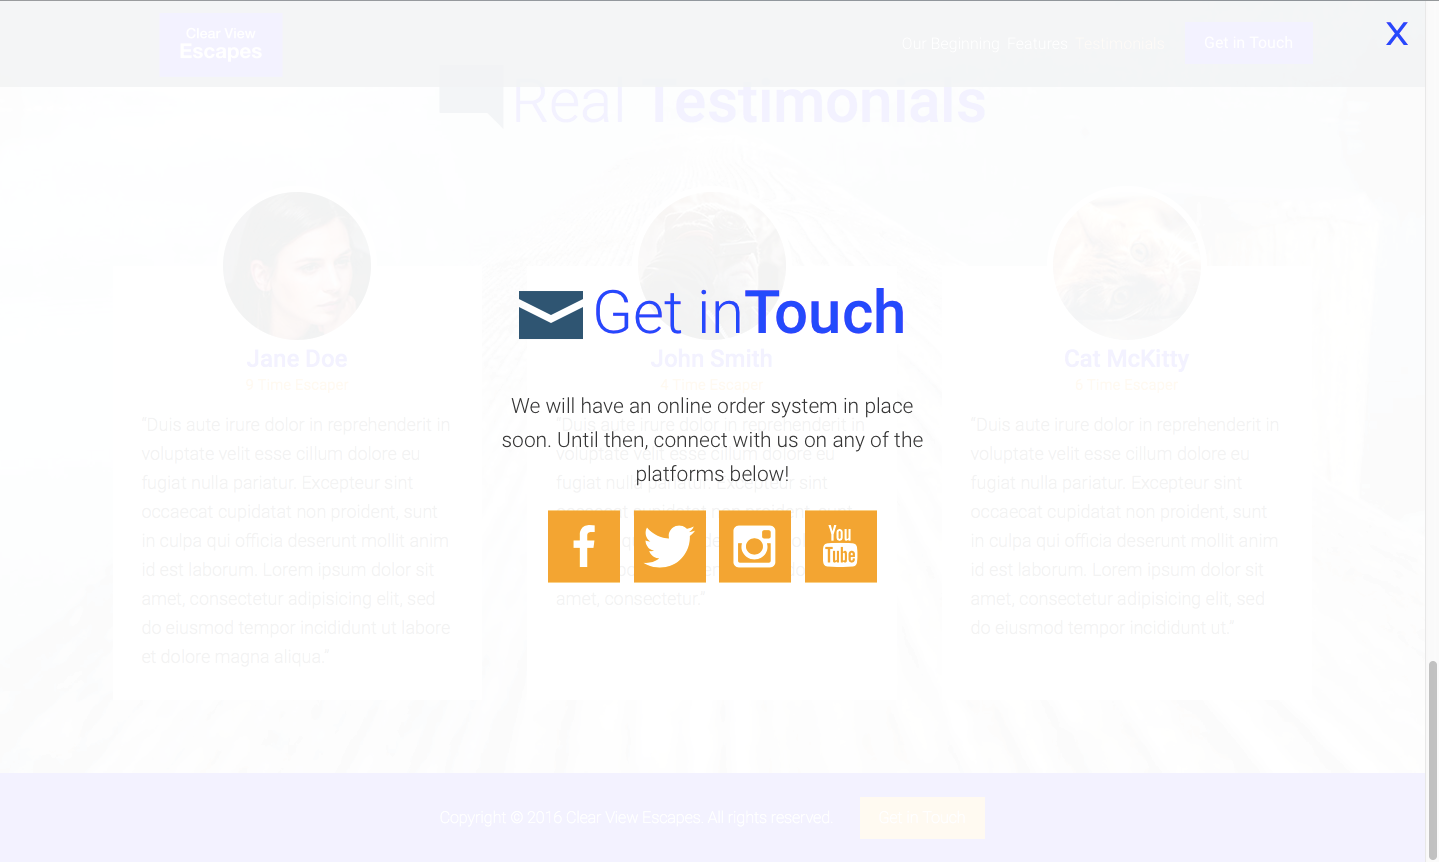 Clear View
Escapes
Our Beginning Features Testimonials Get in Touch
X
Real Testimonials
Get in Touch
Jane Doe
John Smith
Cat McKitty
Time Escaper
4 Time Escaper
6 Time Escaper
We will have an online order system in place
soon. Until then, connect with us on any of the
platforms below!
You
Tube
"Duis aute irure dolor in reprehenderit in
voluptate velit esse cillum dolore eu
fugiat nulla pariatur. Excepteur sint
occaecat cupidatat non proident, sunt
in culpa qui officia deserunt mollit anim
id est laborum. Lorem ipsum dolor sit
amet, consectetur adipisicing elit, sed
do eiusmod tempor incididunt ut labore
et dolore magna aliqua."
"Duis aute irure dolor in reprehenderit in
voluptate velit esse cillum dolore eu
fugiat nulla pariatur. Excepteur sint
amet, consectetur."
"Duis aute irure dolor in reprehenderit in
voluptate velit esse cillum dolore eu
fugiat nulla pariatur. Excepteur sint
occaecat cupidatat non proident, sunt
in culpa qui officia deserunt mollit anim
id est laborum. Lorem ipsum dolor sit
amet, consectetur adipisicing elit, sed
do eiusmod tempor incididunt ut."
Copyright © 2016 Clear View Escapes. All rights reserved.
Get in Touch